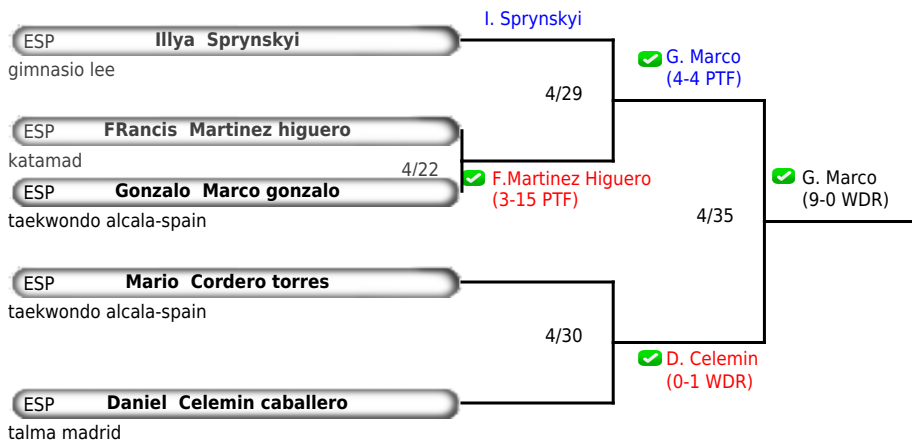 I. Sprynskyi
ESP Illya Sprynskyi
gimnasio lee
G. Marco
(4-4 PTF)
4/29
ESP FRancis Martinez higuero
katamad
4/22
F.Martinez Higuero
(3-15 PTF)
ESP Gonzalo Marco gonzalo
taekwondo alcala-spain
G. Marco
(9-0 WDR)
4/35
ESP Mario Cordero torres
taekwondo alcala-spain
4/30
D. Celemin
(0-1 WDR)
ESP Daniel Celemin caballero
talma madrid